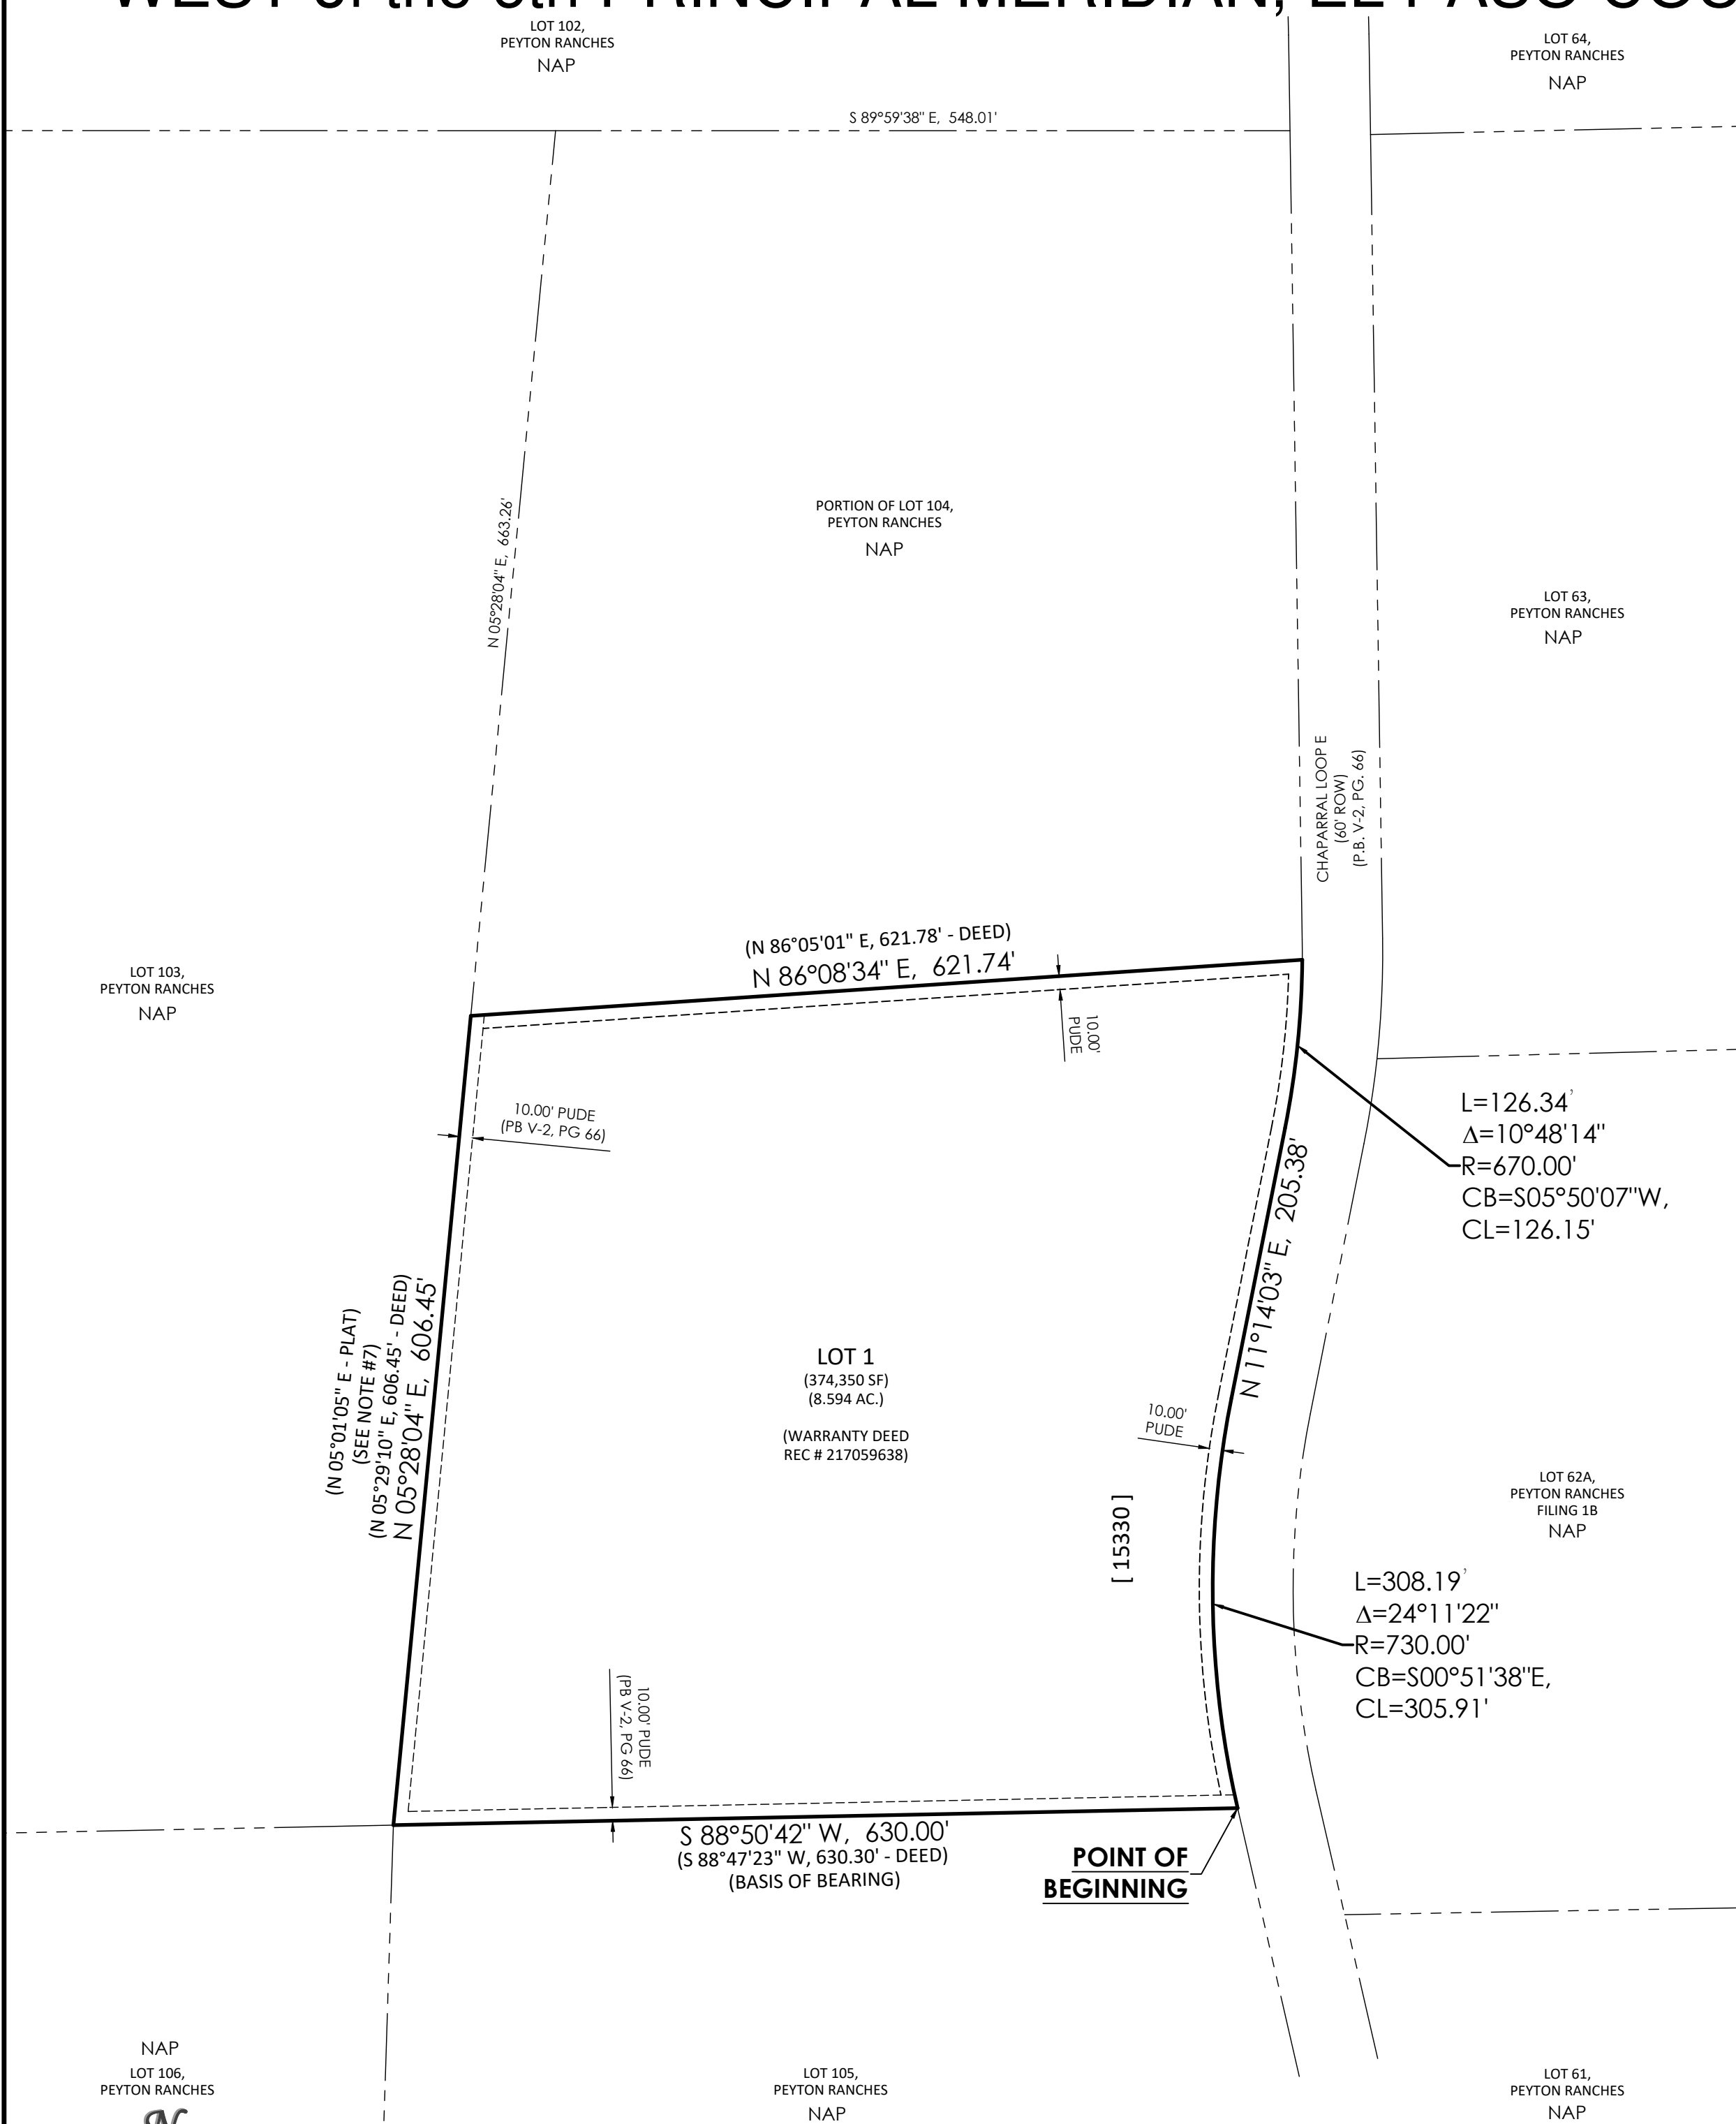 LOT 102,
PEYTON RANCHES
NAP
LOT 64,
PEYTON RANCHES
NAP
S 89°59'38" E, 548.01'
N 05°28'04" E, 663.26'
PORTION OF LOT 104,
PEYTON RANCHES
NAP
LOT 63,
PEYTON RANCHES
NAP
CHAPARRAL LOOP E
(60' ROW)
(P.B. V-2, PG. 66)
LOT 103,
PEYTON RANCHES
NAP
(N 86°05'01" E, 621.78' - DEED)
N 86°08'34" E, 621.74'
10.00'
PUDE
10.00' PUDE
(PB V-2, PG 66)
L=126.34'
Δ=10°48'14"
R=670.00'
CB=S05°50'07"W,
CL=126.15'
N 11°14'03" E, 205.38'
(N 05°01'05" E - PLAT)
(SEE NOTE #7)
(N 05°29'10" E, 606.45' - DEED)
N 05°28'04" E, 606.45'
LOT 1
(374,350 SF)
(8.594 AC.)
(WARRANTY DEED
REC # 217059638)
10.00'
PUDE
[ 15330 ]
LOT 62A,
PEYTON RANCHES
FILING 1B
NAP
L=308.19'
Δ=24°11'22"
R=730.00'
CB=S00°51'38"E,
CL=305.91'
10.00' PUDE
(PB V-2, PG 66)
S 88°50'42" W, 630.00'
(S 88°47'23" W, 630.30' - DEED)
(BASIS OF BEARING)
POINT OF
BEGINNING
NAP
LOT 106,
PEYTON RANCHES
LOT 105,
PEYTON RANCHES
NAP
LOT 61,
PEYTON RANCHES
NAP
N